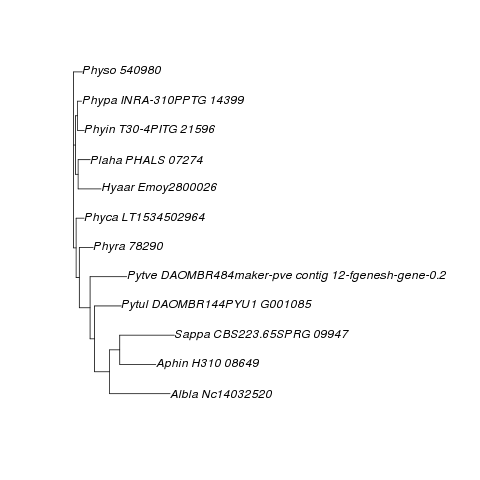 Physo 540980
Phypa INRA-310PPTG 14399
Phyin T30-4PITG 21596
Plaha PHALS 07274
Hyaar Emoy2800026
Phyca LT1534502964
Phyra 78290
Pytve DAOMBR484maker-pve contig 12-fgenesh-gene-0.2
Pytul DAOMBR144PYU1 G001085
Sappa CBS223.65SPRG 09947
Aphin H310 08649
Albla Nc14032520